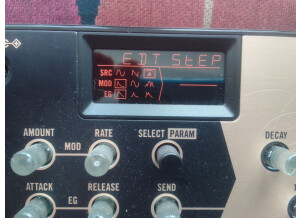 EDT StEP
SRC
MOD
EG
AMOUNT RATE SELECT PARAM DECAY
MOD
ATTACK RELEASE SEND
EG